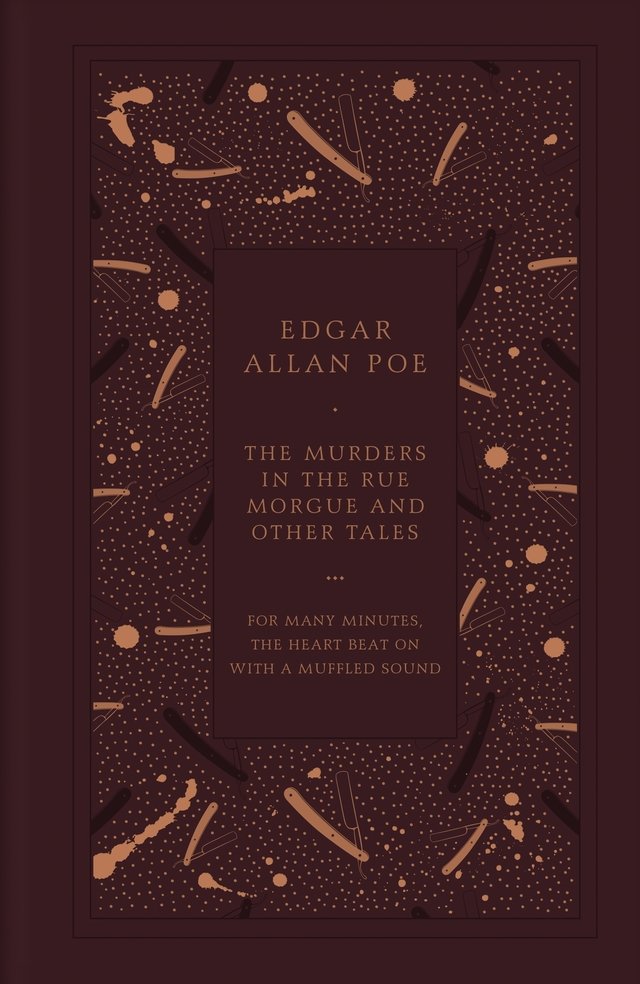 EDGAR
ALLAN POE
THE MURDERS
IN THE RUE
MORGUE AND
OTHER TALES
FOR MANY MINUTES,
THE HEART BEAT ON
WITH A MUFFLED SOUND